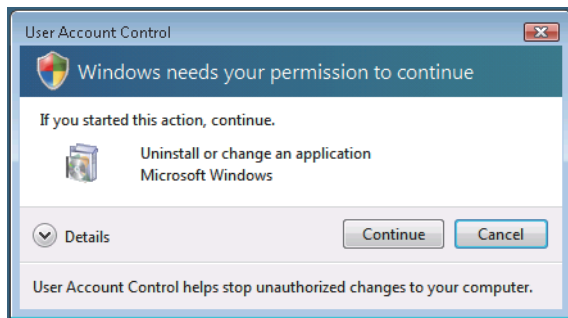 User Account Control
Windows needs your permission to continue
If you started this action, continue.
Uninstall or change an application
Microsoft Windows
Details
Continue
Cancel
User Account Control helps stop unauthorized changes to your computer.